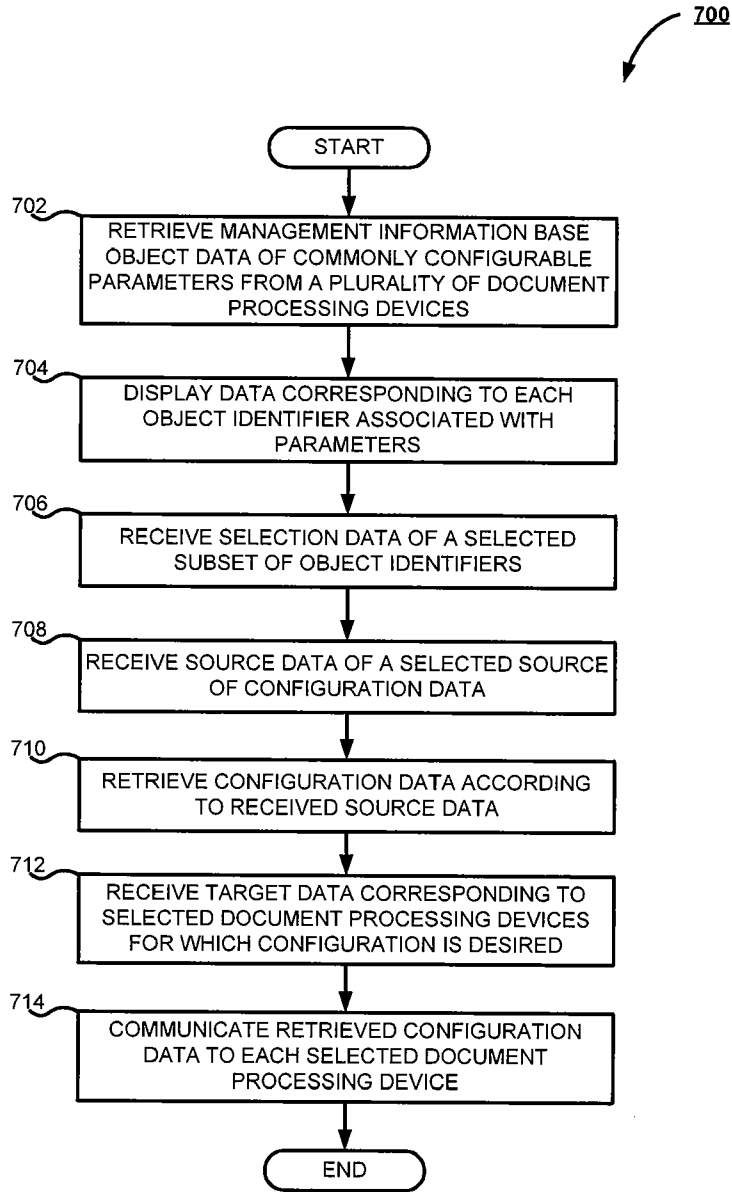 700
START
702
RETRIEVE MANAGEMENT INFORMATION BASE
OBJECT DATA OF COMMONLY CONFIGURABLE
PARAMETERS FROM A PLURALITY OF DOCUMENT
PROCESSING DEVICES
704
DISPLAY DATA CORRESPONDING TO EACH
OBJECT IDENTIFIER ASSOCIATED WITH
PARAMETERS
706
RECEIVE SELECTION DATA OF A SELECTED
SUBSET OF OBJECT IDENTIFIERS
708
RECEIVE SOURCE DATA OF A SELECTED SOURCE
OF CONFIGURATION DATA
710
RETRIEVE CONFIGURATION DATA ACCORDING
TO RECEIVED SOURCE DATA
712
RECEIVE TARGET DATA CORRESPONDING TO
SELECTED DOCUMENT PROCESSING DEVICES
FOR WHICH CONFIGURATION IS DESIRED
714
COMMUNICATE RETRIEVED CONFIGURATION
DATA TO EACH SELECTED DOCUMENT
PROCESSING DEVICE
END